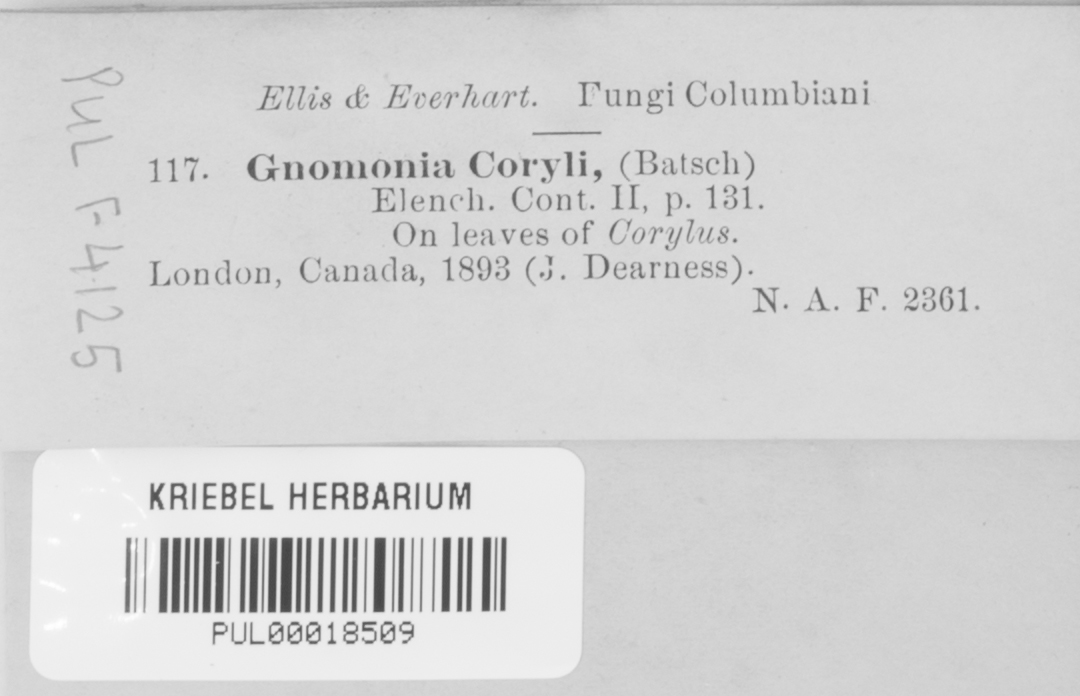 PUL F4125
Ellis & Everhart. Fungi Columbiani
117. Gnomonia Coryli, (Batsch)
Elench. Cont. II, p. 131.
On leaves of Corylus.
London, Canada, 1893 (J. Dearness).
N. A. F. 2361.
KRIEBEL HERBARIUM
PUL00018509